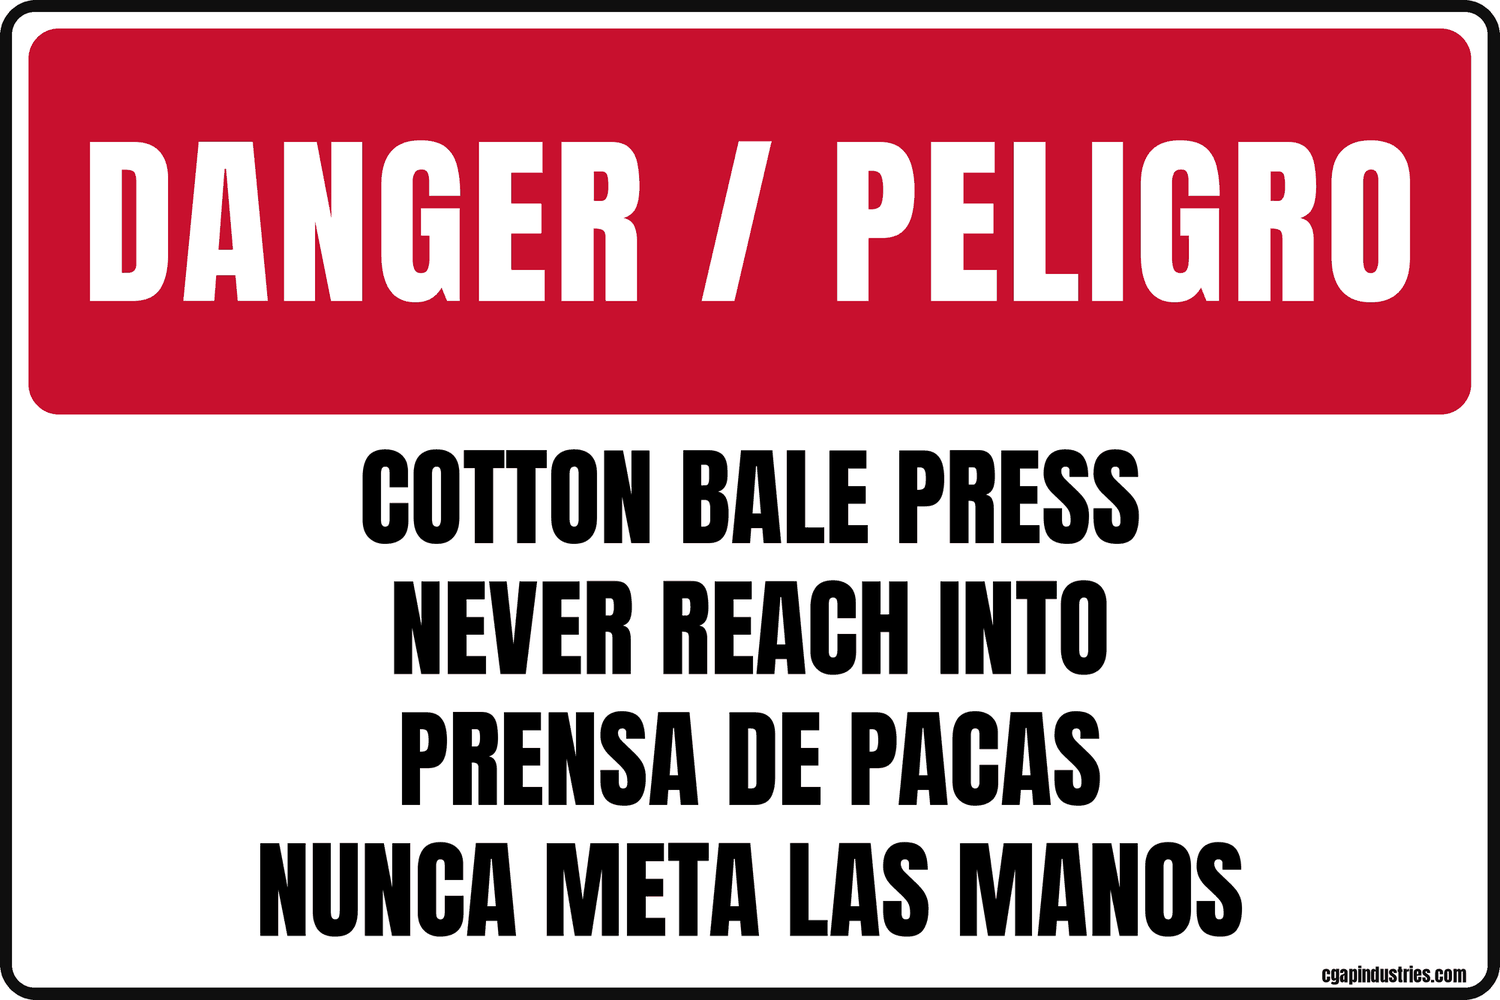 DANGER / PELIGRO
COTTON BALE PRESS
NEVER REACH INTO
PRENSA DE PACAS
NUNCA META LAS MANOS
cgapindustries.com